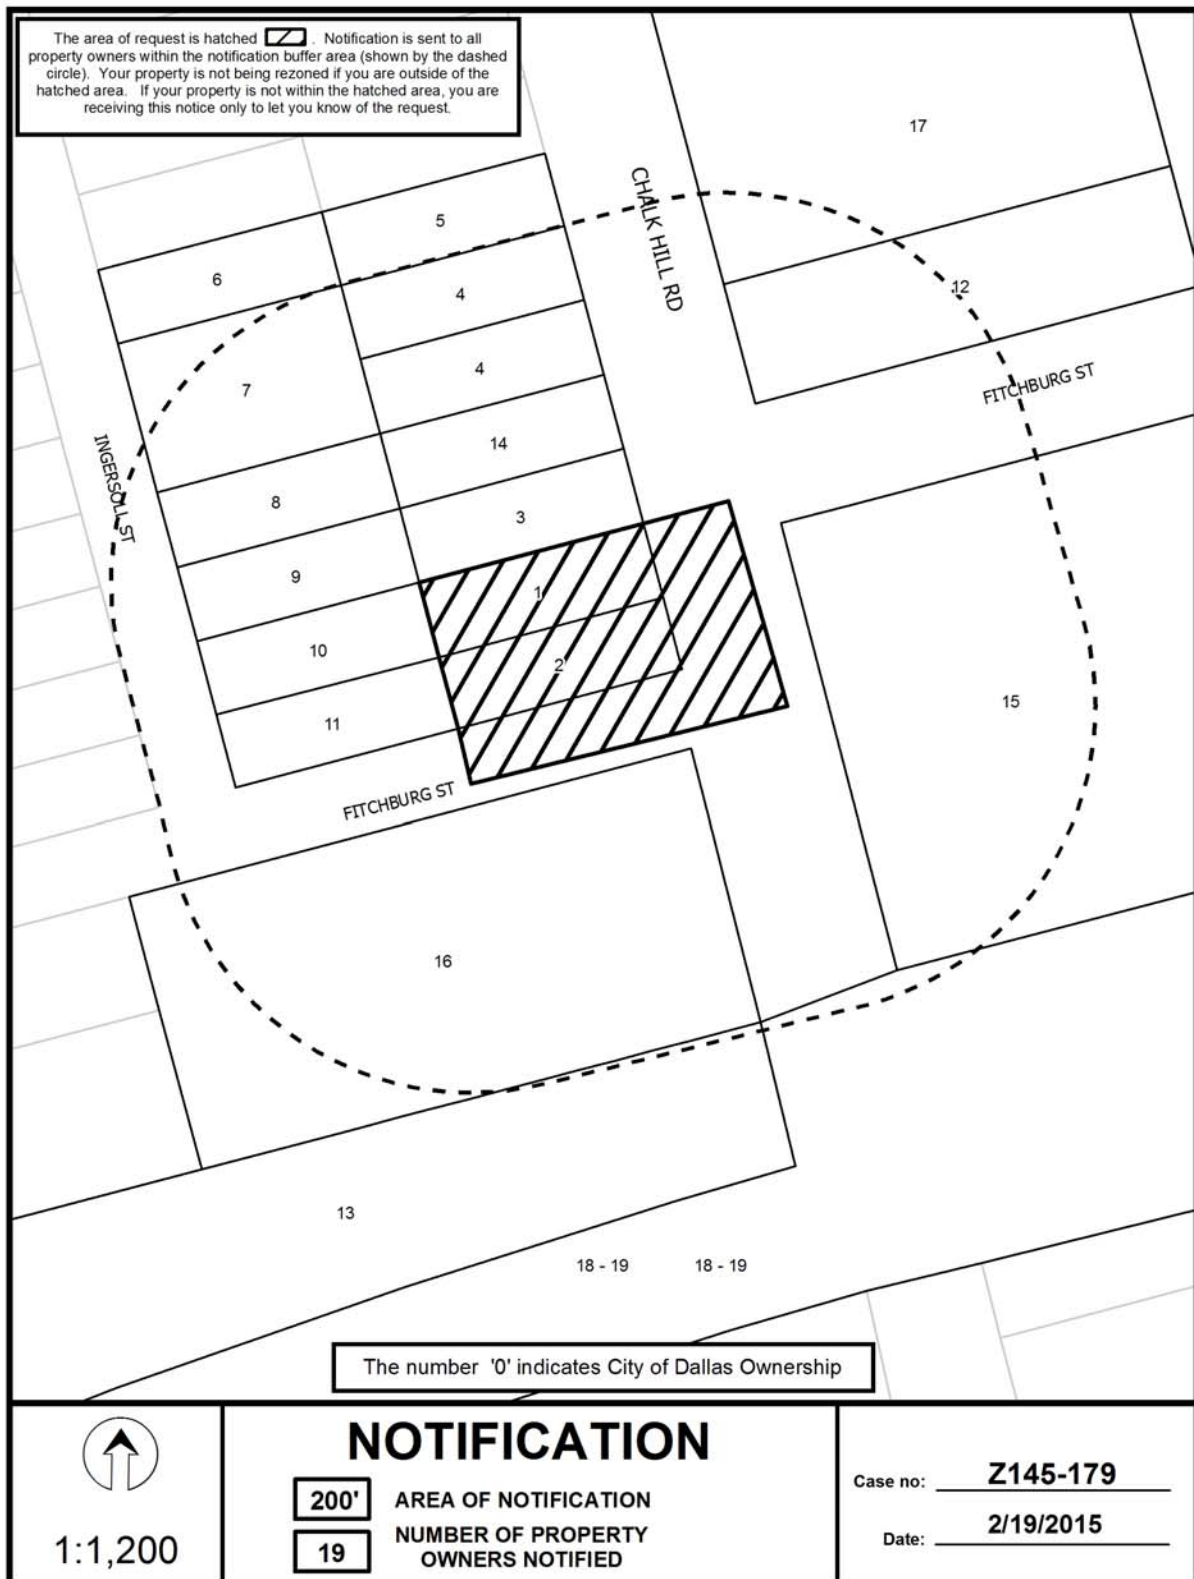 The area of request is hatched . Notification is sent to all
property owners within the notification buffer area (shown by the dashed
circle). Your property is not being rezoned if you are outside of the
hatched area. If your property is not within the hatched area, you are
receiving this notice only to let you know of the request.
17
CHALK HILL RD
5
6
4
12
4
7
FITCHBURG ST
14
INGERSOLL ST
8
3
9
1
10
2
15
11
FITCHBURG ST
16
13
18 - 19
18 - 19
The number '0' indicates City of Dallas Ownership
1:1,200
NOTIFICATION
200' AREA OF NOTIFICATION
19 NUMBER OF PROPERTY
OWNERS NOTIFIED
Case no: Z145-179
Date: 2/19/2015